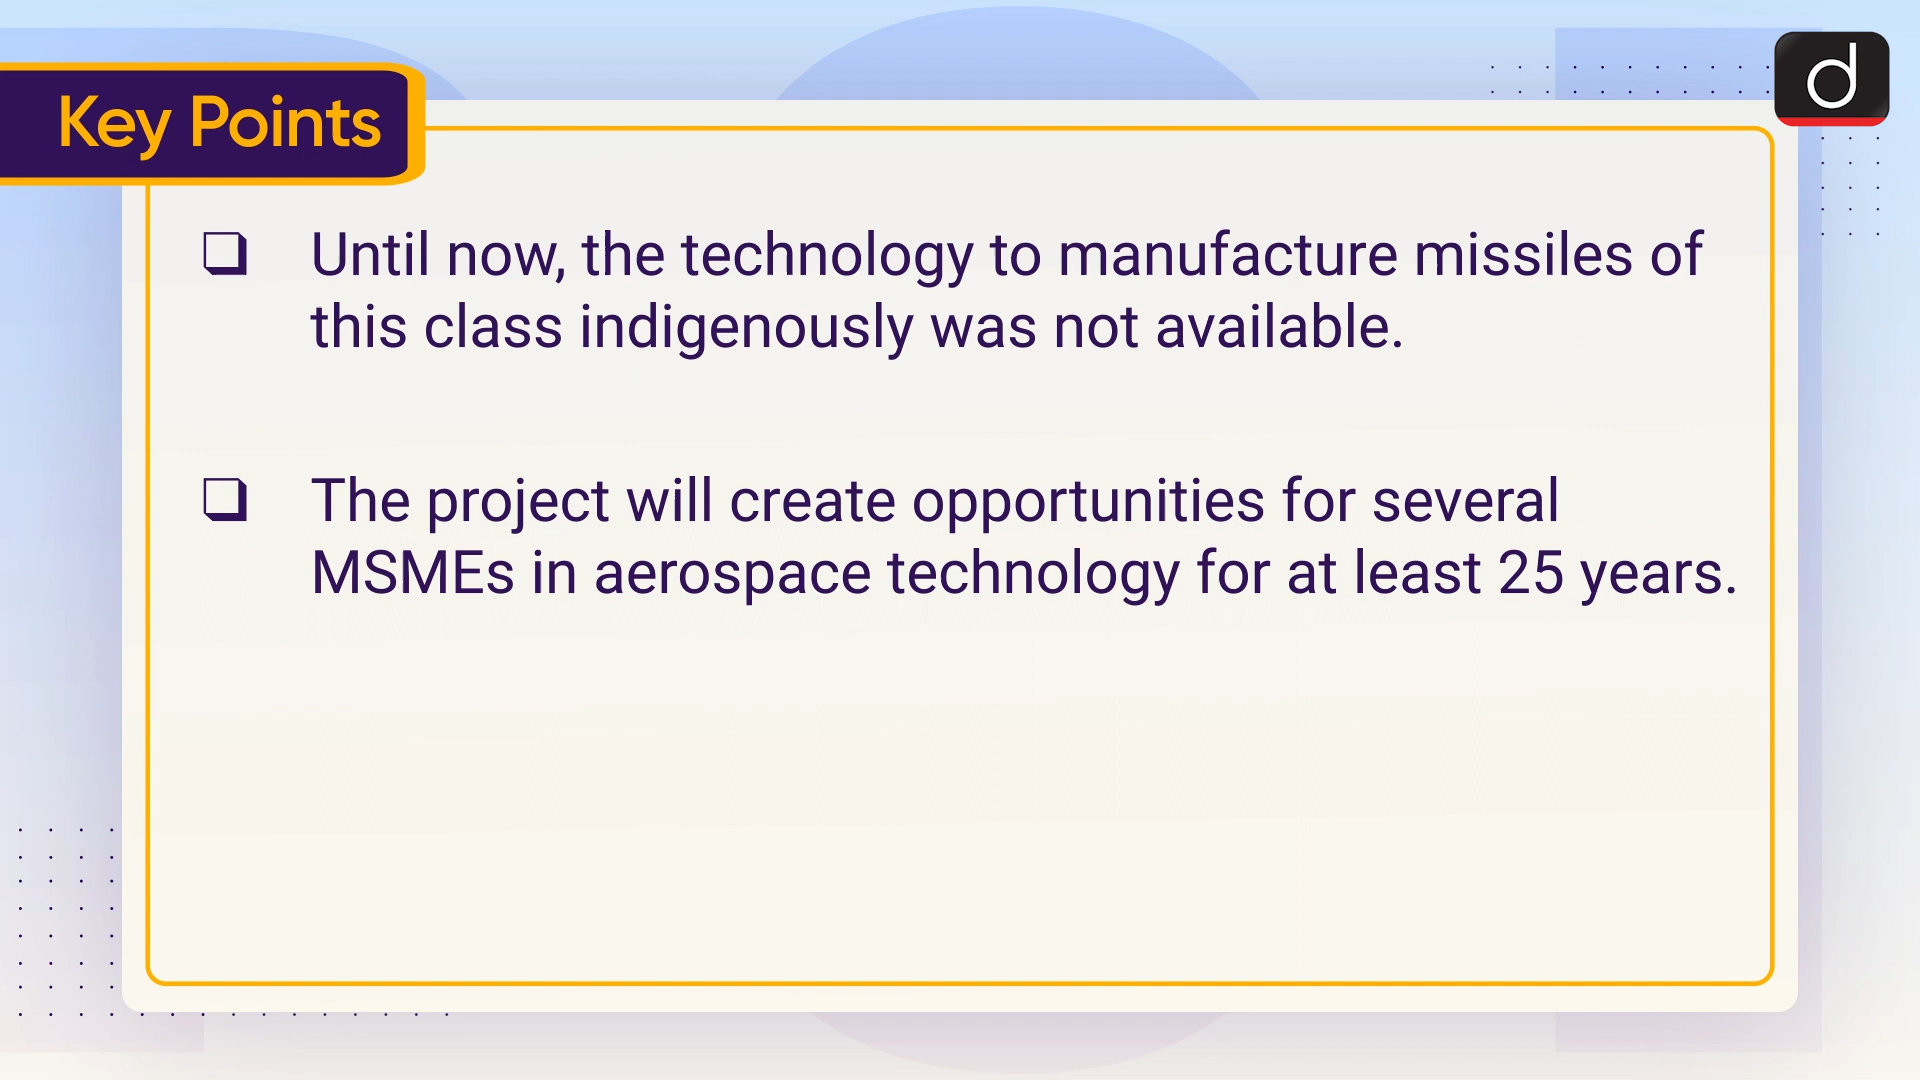 Key Points
d
❑ Until now, the technology to manufacture missiles of
this class indigenously was not available.
❑ The project will create opportunities for several
MSMEs in aerospace technology for at least 25 years.